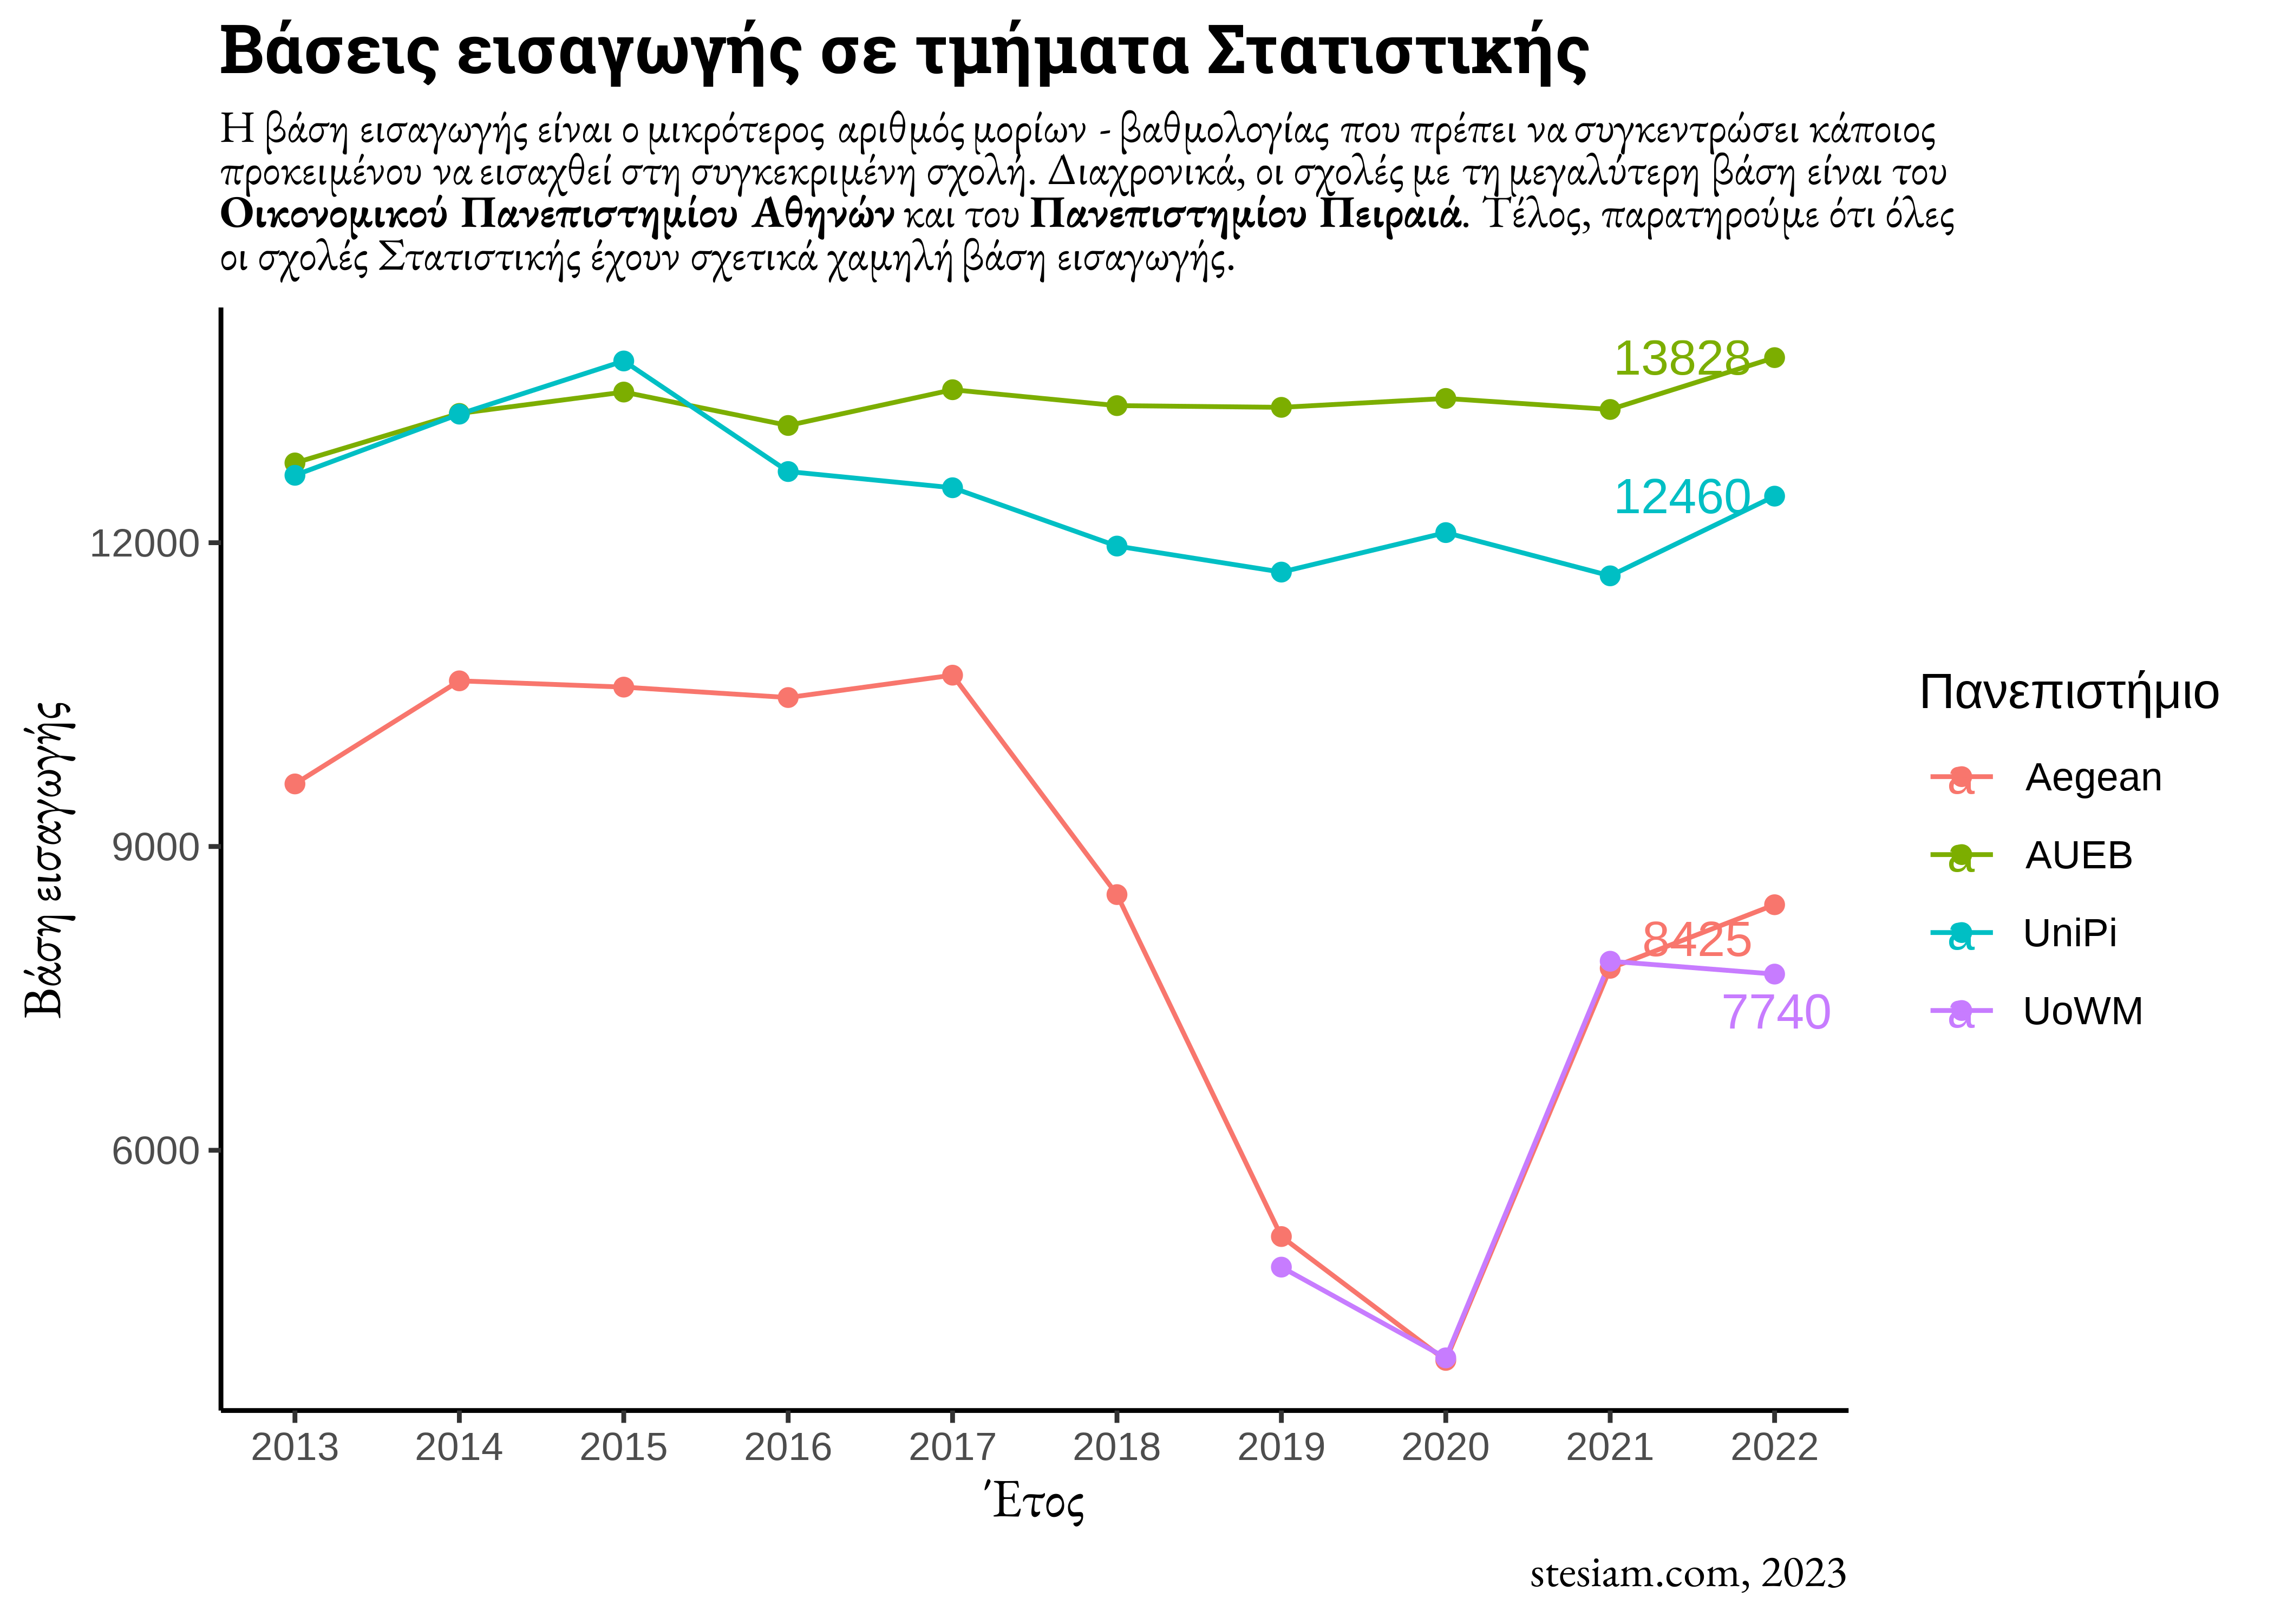 Βάσεις εισαγωγής σε τμήματα Στατιστικής
Η βάση εισαγωγής είναι ο μικρότερος αριθμός μορίων - βαθμολογίας που πρέπει να συγκεντρώσει κάποιος
προκειμένου να εισαχθεί στη συγκεκριμένη σχολή. Διαχρονικά, οι σχολές με τη μεγαλύτερη βάση είναι του
Οικονομικού Πανεπιστημίου Αθηνών και του Πανεπιστημίου Πειραιά. Τέλος, παρατηρούμε ότι όλες
οι σχολές Στατιστικής έχουν σχετικά χαμηλή βάση εισαγωγής.
13828
12460
12000
9000
6000
8425
7740
Βάση εισαγωγής
Πανεπιστήμιο
a Aegean
a AUEB
a UniPi
a UoWM
2013 2014 2015 2016 2017 2018 2019 2020 2021 2022
Έτος
stesiam.com, 2023